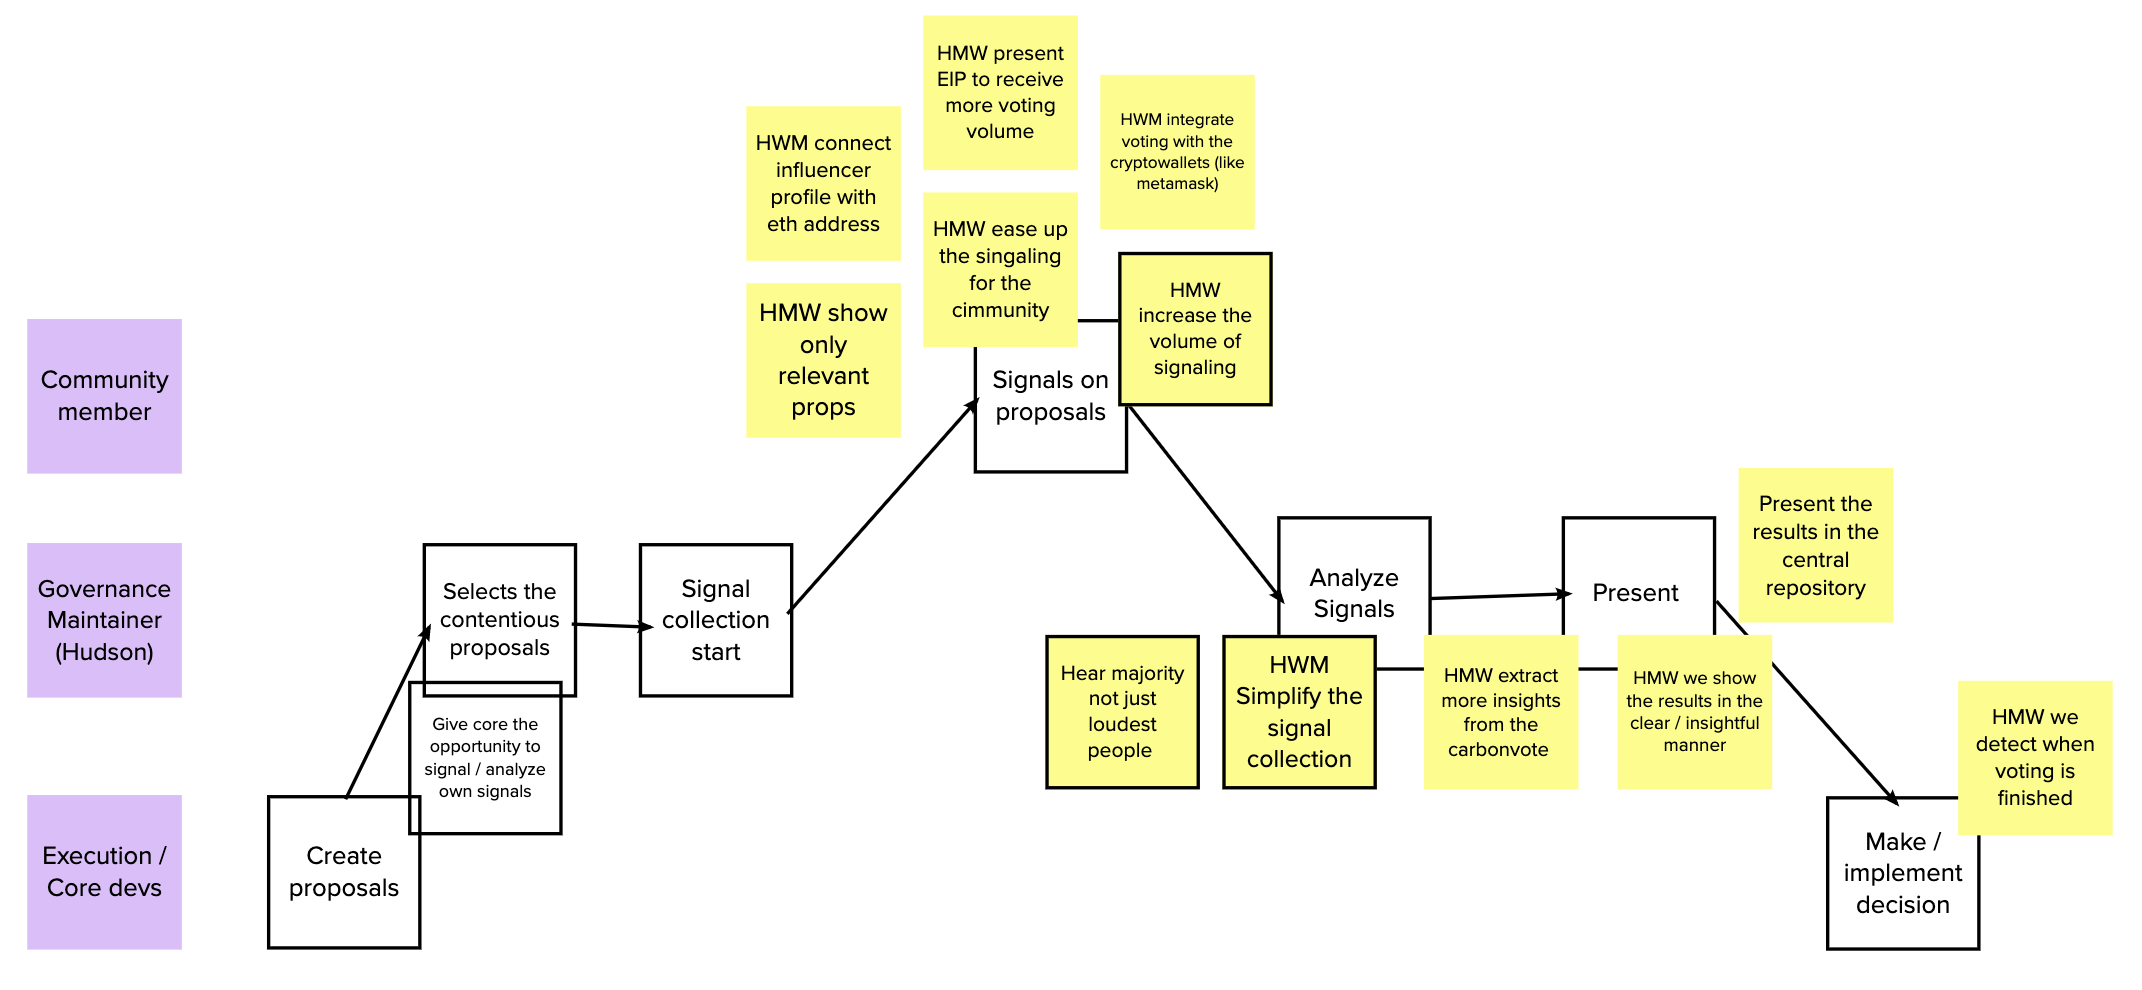 HMW present
EIP to receive
more voting
volume
HWM integrate
voting with the
cryptowallets (like
metamask)
HWM connect
influencer
profile with
eth address
HMW ease up
the singaling
for the
cimmunity
HMW
increase the
volume of
signaling
HMW show
only
relevant
props
Community
member
Signals on
proposals
Governance
Maintainer
(Hudson)
Selects the
contentious
proposals
Signal
collection
start
Analyze
Signals
Present
Present the
results in the
central
repository
Hear majority
not just
loudest
people
HWM
Simplify the
signal
collection
HMW extract
more insights
from the
carbonvote
HMW we show
the results in the
clear / insightful
manner
HMW we
detect when
voting is
finished
Give core the
opportunity to
signal / analyze
own signals
Execution /
Core devs
Create
proposals
Make /
implement
decision